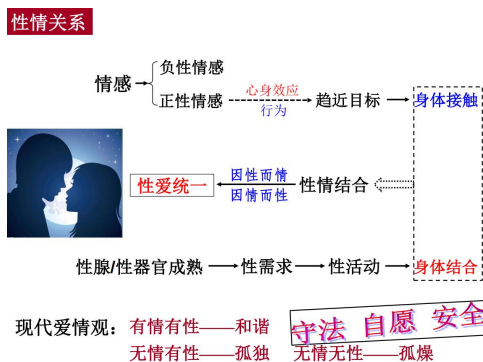 性情关系
负性情感
情感
正性情感
心身效应
行为
趋近目标
身体接触
性爱统一
因性而情
因情而性
性情结合
性腺/性器官成熟
性需求
性活动
身体结合
现代爱情观：有情有性——和谐
守法 自愿 安全
无情有性——孤独 无情无性——孤燥